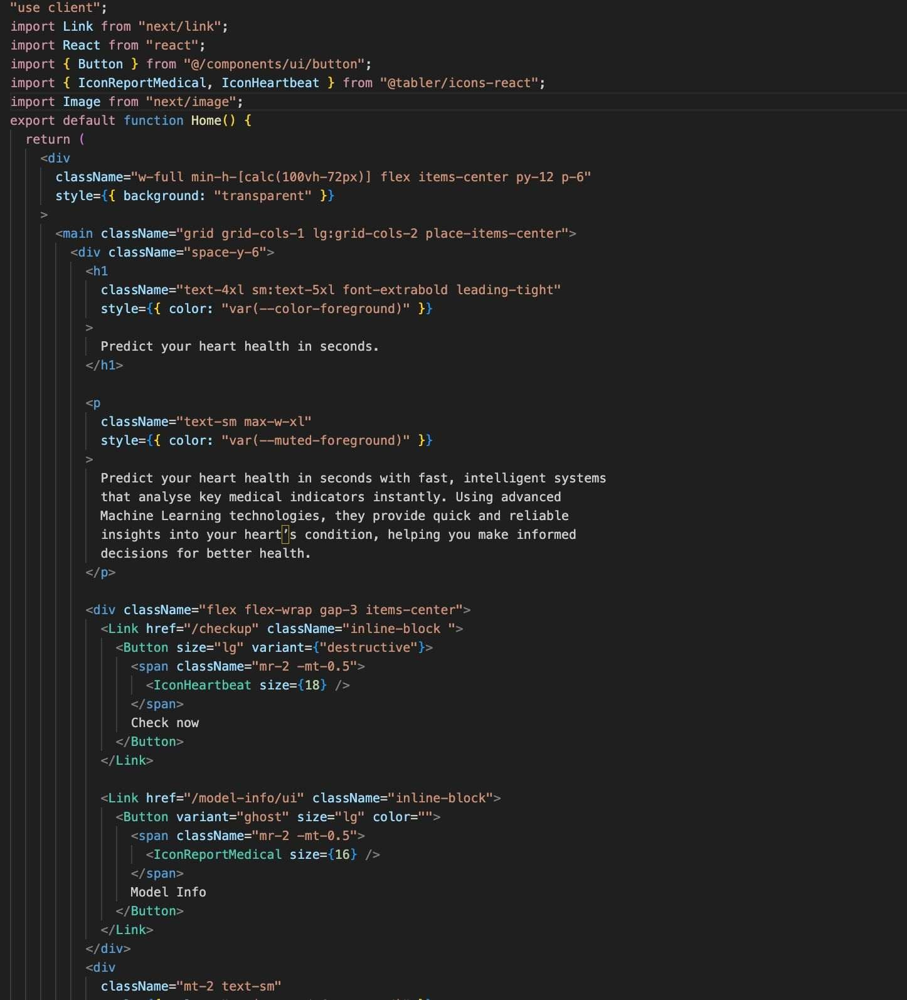 "use client";
import Link from "next/link";
import React from "react";
import { Button } from "@/components/ui/button";
import { IconReportMedical, IconHeartbeat } from "@tabler/icons-react";
import Image from "next/image";
export default function Home() {
  return (
    <div
      className="w-full min-h-[calc(100vh-72px)] flex items-center py-12 p-6"
      style={{ background: "transparent" }}
    >
      <main className="grid grid-cols-1 lg:grid-cols-2 place-items-center">
        <div className="space-y-6">
          <h1
            className="text-4xl sm:text-5xl font-extrabold leading-tight"
            style={{ color: "var(--color-foreground)" }}
          >
            Predict your heart health in seconds.
          </h1>

          <p
            className="text-sm max-w-xl"
            style={{ color: "var(--muted-foreground)" }}
          >
            Predict your heart health in seconds with fast, intelligent systems
            that analyse key medical indicators instantly. Using advanced
            Machine Learning technologies, they provide quick and reliable
            insights into your heart’s condition, helping you make informed
            decisions for better health.
          </p>

          <div className="flex flex-wrap gap-3 items-center">
            <Link href="/checkup" className="inline-block ">
              <Button size="lg" variant={"destructive"}>
                <span className="mr-2 -mt-0.5">
                  <IconHeartbeat size={18} />
                </span>
                Check now
              </Button>
            </Link>

            <Link href="/model-info/ui" className="inline-block">
              <Button variant="ghost" size="lg" color="">
                <span className="mr-2 -mt-0.5">
                  <IconReportMedical size={16} />
                </span>
                Model Info
              </Button>
            </Link>
          </div>
          <div
            className="mt-2 text-sm"